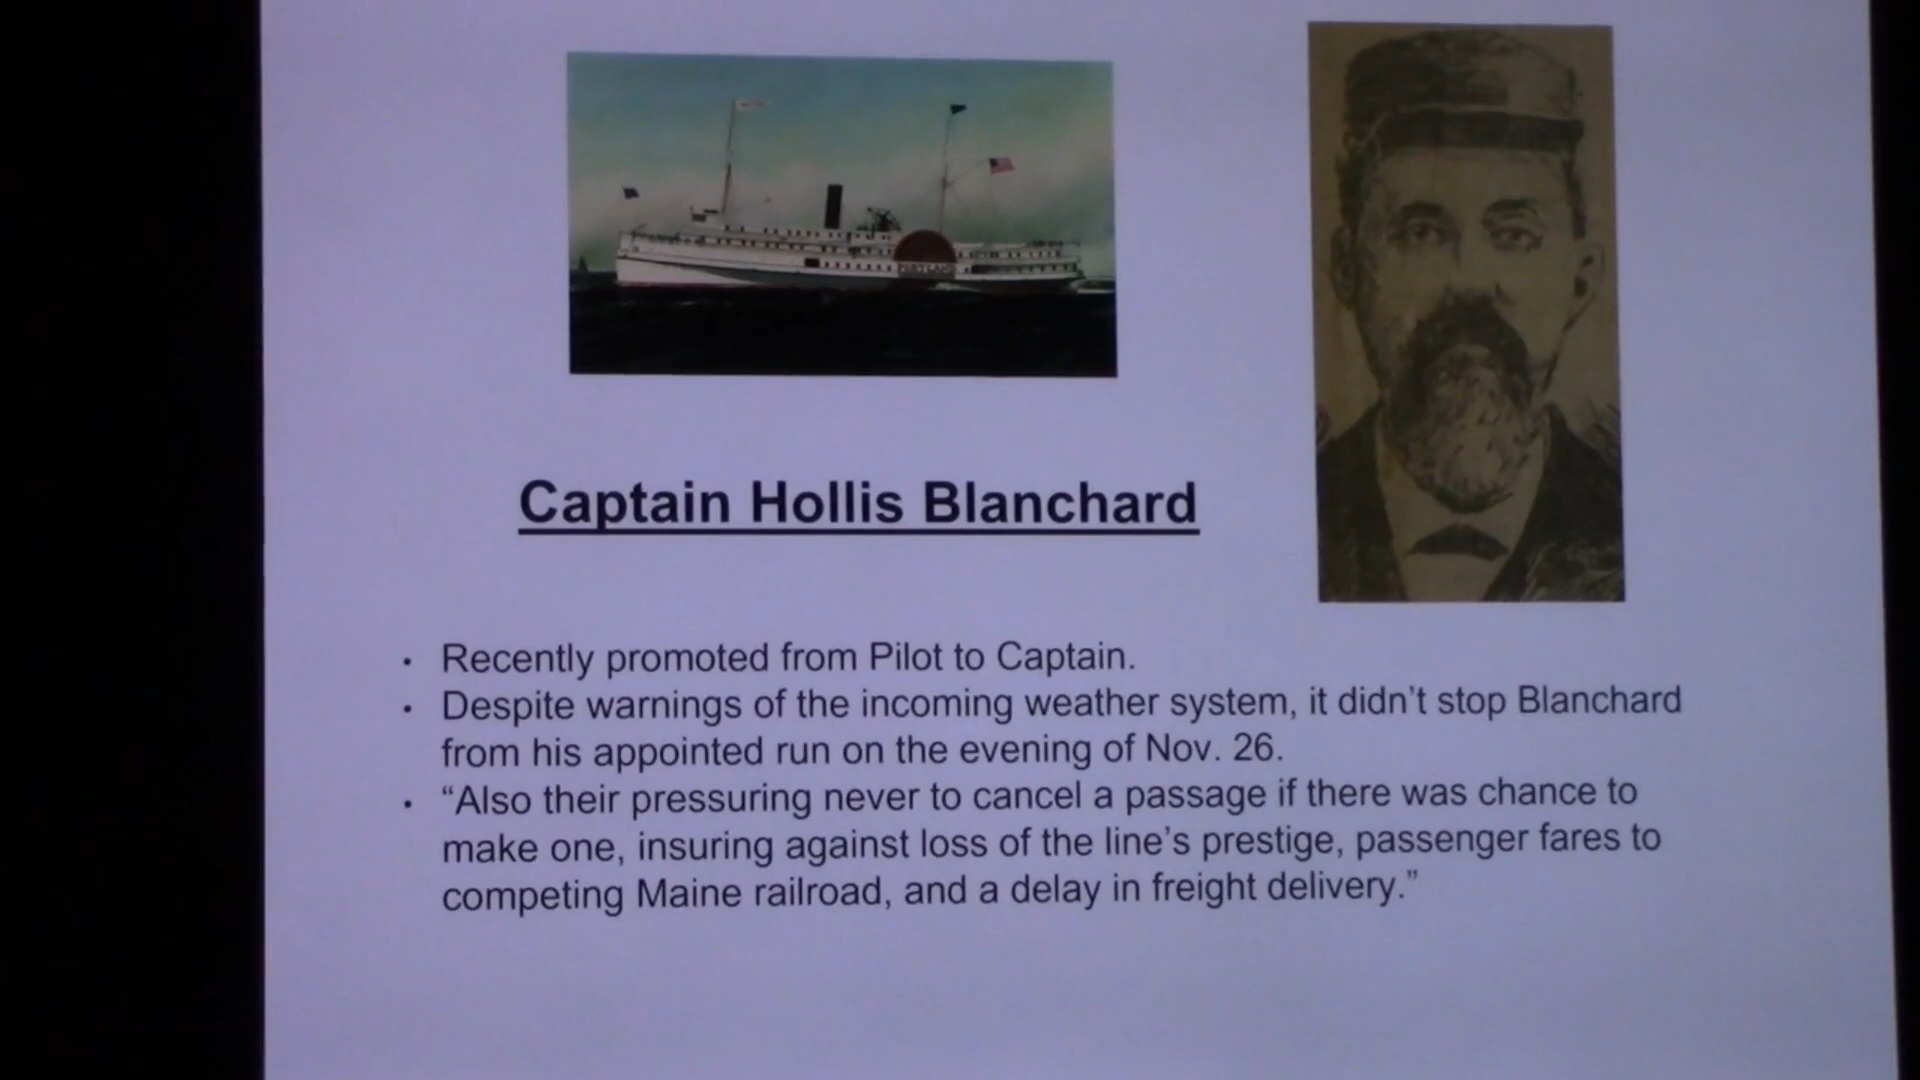 PORTLAND
Captain Hollis Blanchard
• Recently promoted from Pilot to Captain.
• Despite warnings of the incoming weather system, it didn’t stop Blanchard
from his appointed run on the evening of Nov. 26.
• “Also their pressuring never to cancel a passage if there was chance to
make one, insuring against loss of the line’s prestige, passenger fares to
competing Maine railroad, and a delay in freight delivery.”